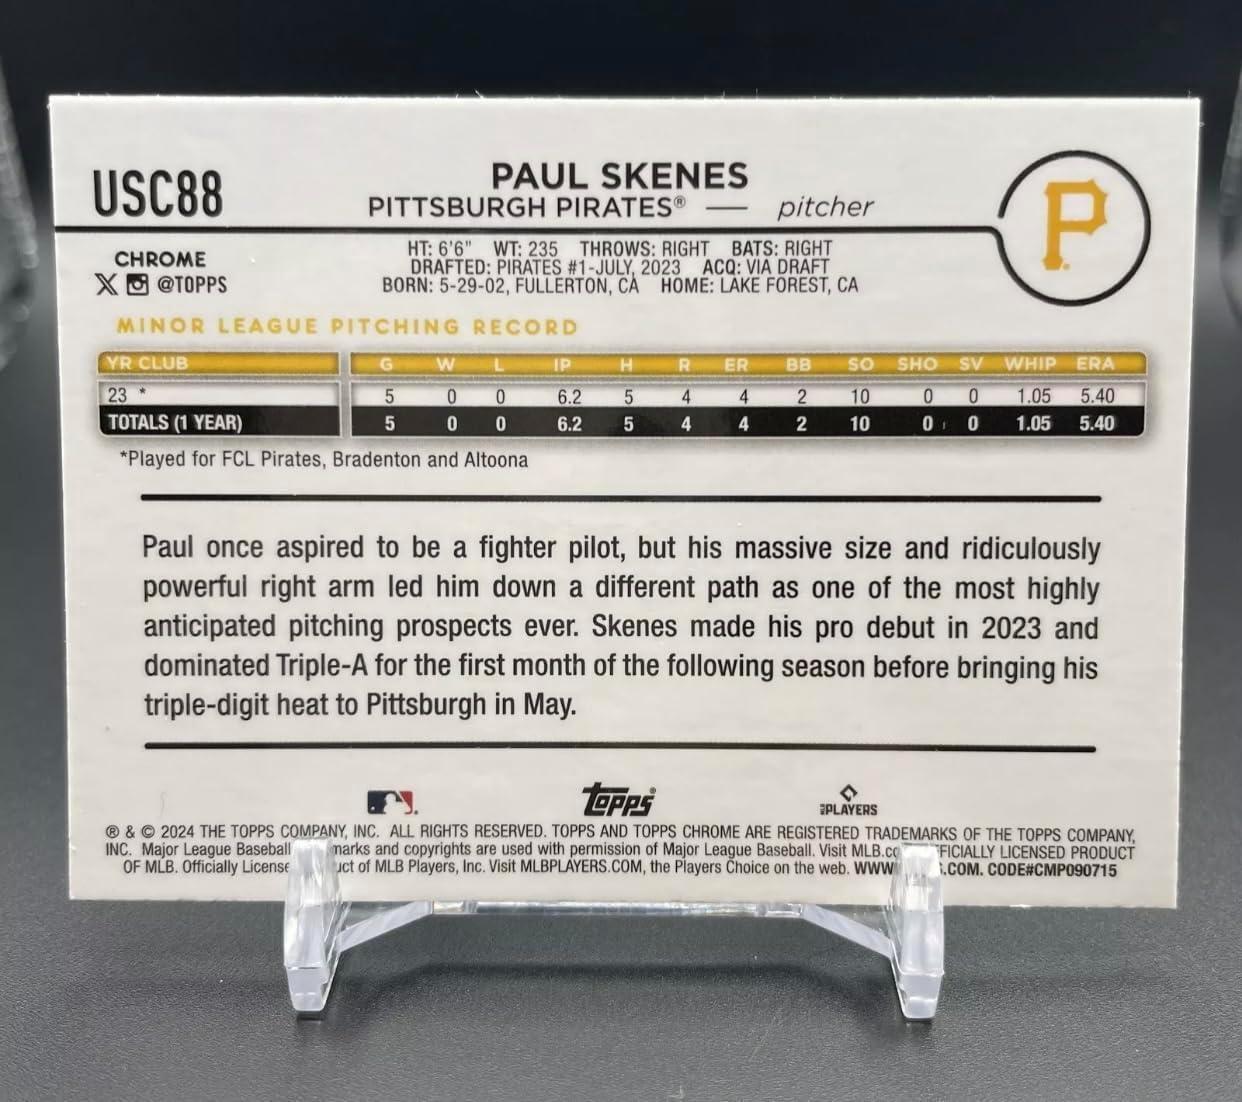 USC88
PAUL SKENES
PITTSBURGH PIRATES® — pitcher
P
CHROME
X @TOPPS
HT: 6'6" WT: 235 THROWS: RIGHT BATS: RIGHT
DRAFTED: PIRATES #1-JULY, 2023 ACQ: VIA DRAFT
BORN: 5-29-02, FULLERTON, CA HOME: LAKE FOREST, CA
MINOR LEAGUE PITCHING RECORD
YR CLUB G W L IP H R ER BB SO SHO SV WHIP ERA
23 * 5 0 0 6.2 5 4 4 2 10 0 0 1.05 5.40
TOTALS (1 YEAR) 5 0 0 6.2 5 4 4 2 10 0 0 1.05 5.40
*Played for FCL Pirates, Bradenton and Altoona
Paul once aspired to be a fighter pilot, but his massive size and ridiculously
powerful right arm led him down a different path as one of the most highly
anticipated pitching prospects ever. Skenes made his pro debut in 2023 and
dominated Triple-A for the first month of the following season before bringing his
triple-digit heat to Pittsburgh in May.
Topps®
PLAYERS
® & © 2024 THE TOPPS COMPANY, INC. ALL RIGHTS RESERVED. TOPPS AND TOPPS CHROME ARE REGISTERED TRADEMARKS OF THE TOPPS COMPANY,
INC. Major League Baseball and copyrights are used with permission of Major League Baseball. Visit LICENSED PRODUCT
OF MLB. Officially of MLB Players, Inc. Visit MLBPLAYERS.COM, the Players Choice on the web. CODE#CMP090715